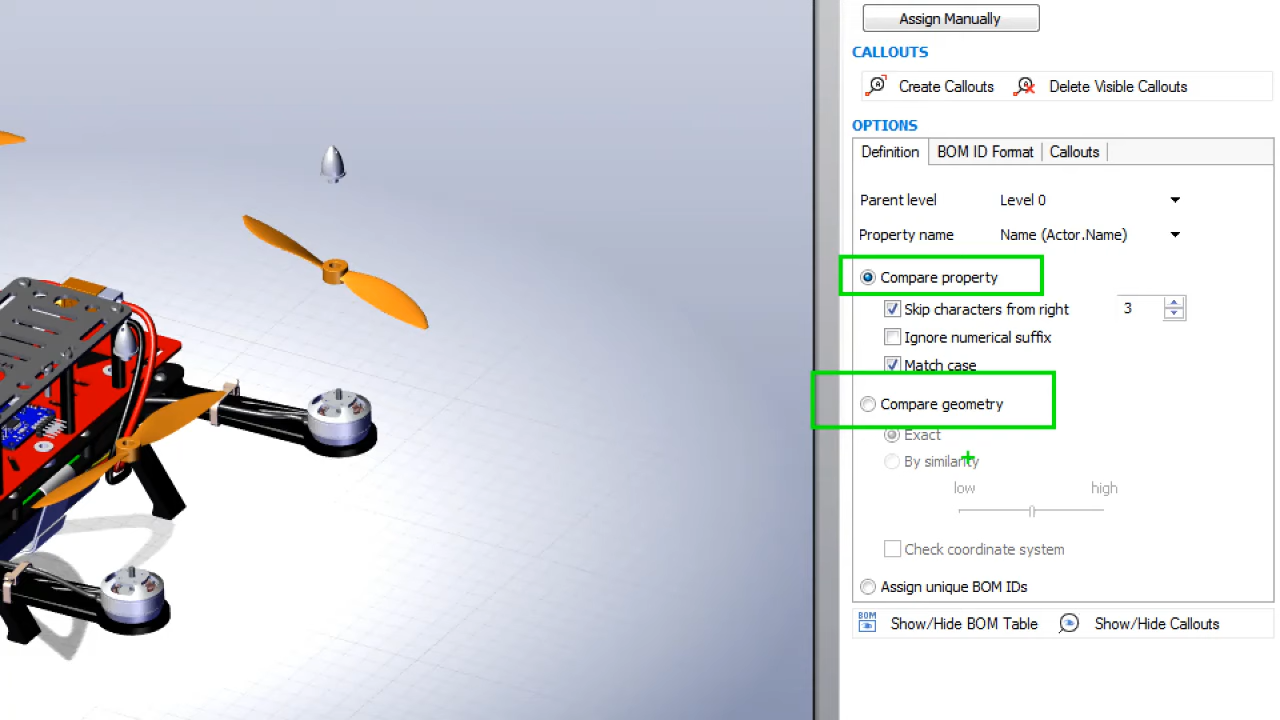 Assign Manually
CALLOUTS
Create Callouts Delete Visible Callouts
OPTIONS
Definition BOM ID Format Callouts
Parent level Level 0
Property name Name (Actor.Name)
Compare property
Skip characters from right 3
Ignore numerical suffix
Match case
Compare geometry
Exact
By similarity
low high
Check coordinate system
Assign unique BOM IDs
BOM Show/Hide BOM Table Show/Hide Callouts